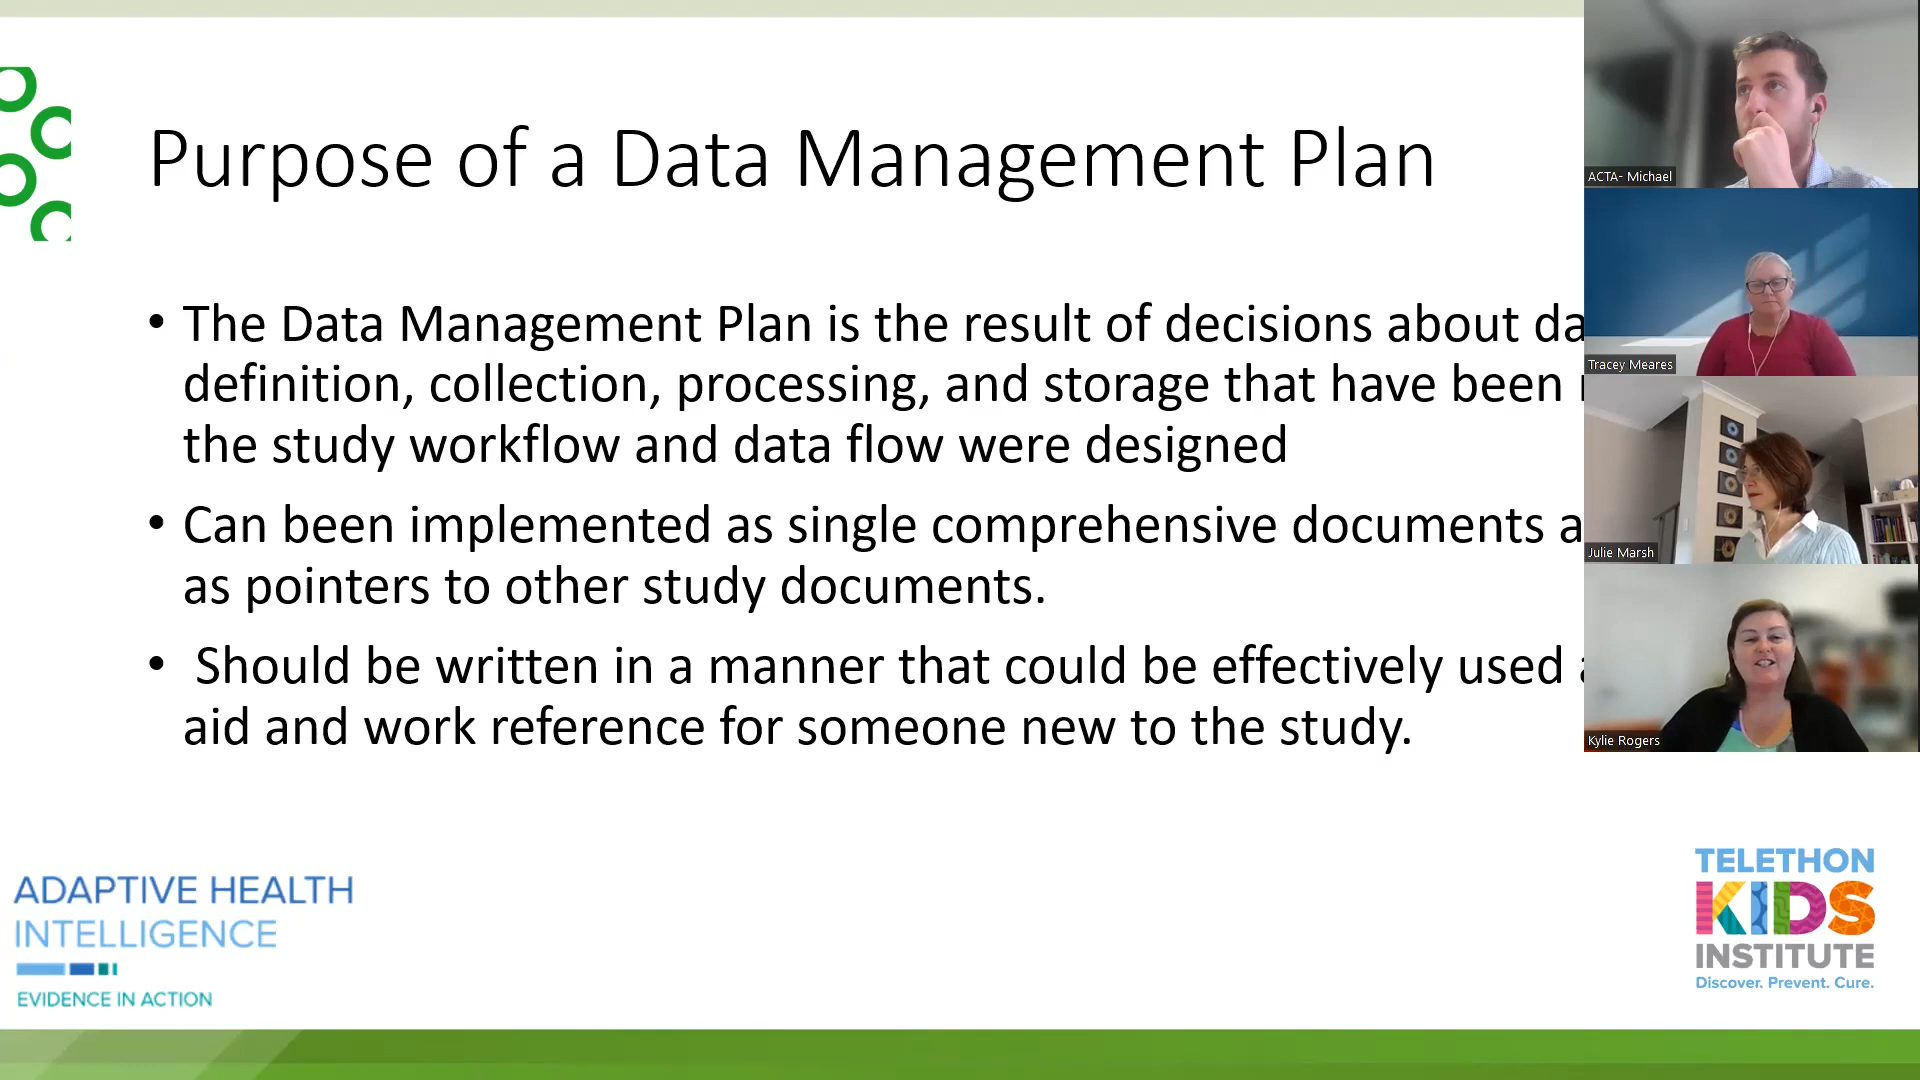 Purpose of a Data Management Plan
• The Data Management Plan is the result of decisions about da
definition, collection, processing, and storage that have been
the study workflow and data flow were designed
• Can been implemented as single comprehensive documents a
as pointers to other study documents.
• Should be written in a manner that could be effectively used
aid and work reference for someone new to the study.
ACTA- Michael
Tracey Meares
Julie Marsh
Kylie Rogers
ADAPTIVE HEALTH
INTELLIGENCE
EVIDENCE IN ACTION
TELETHON
KIDS
INSTITUTE
Discover. Prevent. Cure.